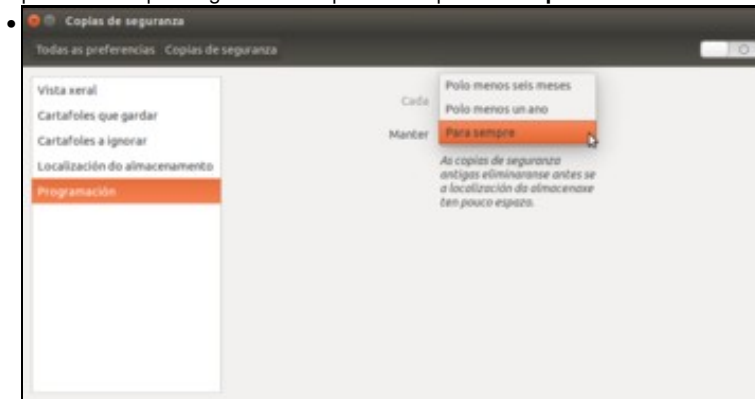 Copias de seguranza
Todas as preferencias Copias de seguranza
Vista xeral
Cartafoles que gardar
Cartafoles a ignorar
Localización do almacenamento
Programación
Cada
Polo menos seis meses
Polo menos un ano
Manter
Para sempre
As copias de seguranza
antigas eliminaranse antes se
a localización do almacenaxe
ten pouco espazo.